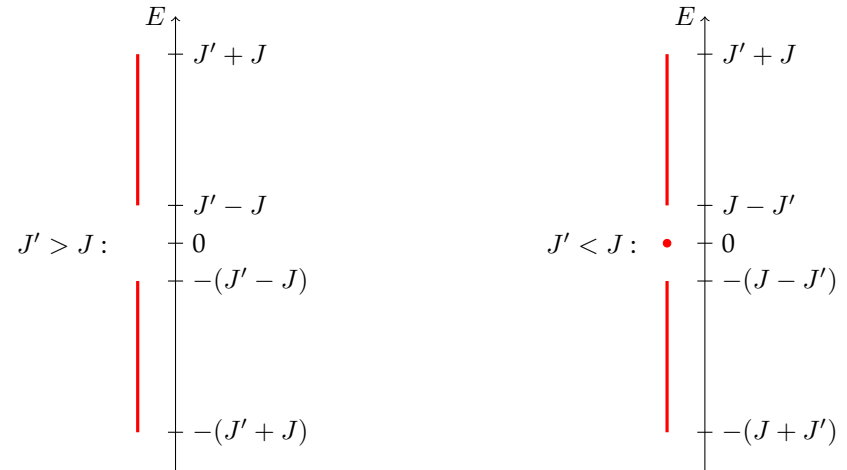 E
J′ + J
J′ − J
J′ > J :
0
−(J′ − J)
−(J′ + J)
E
J′ + J
J − J′
J′ < J :
0
−(J − J′)
−(J + J′)